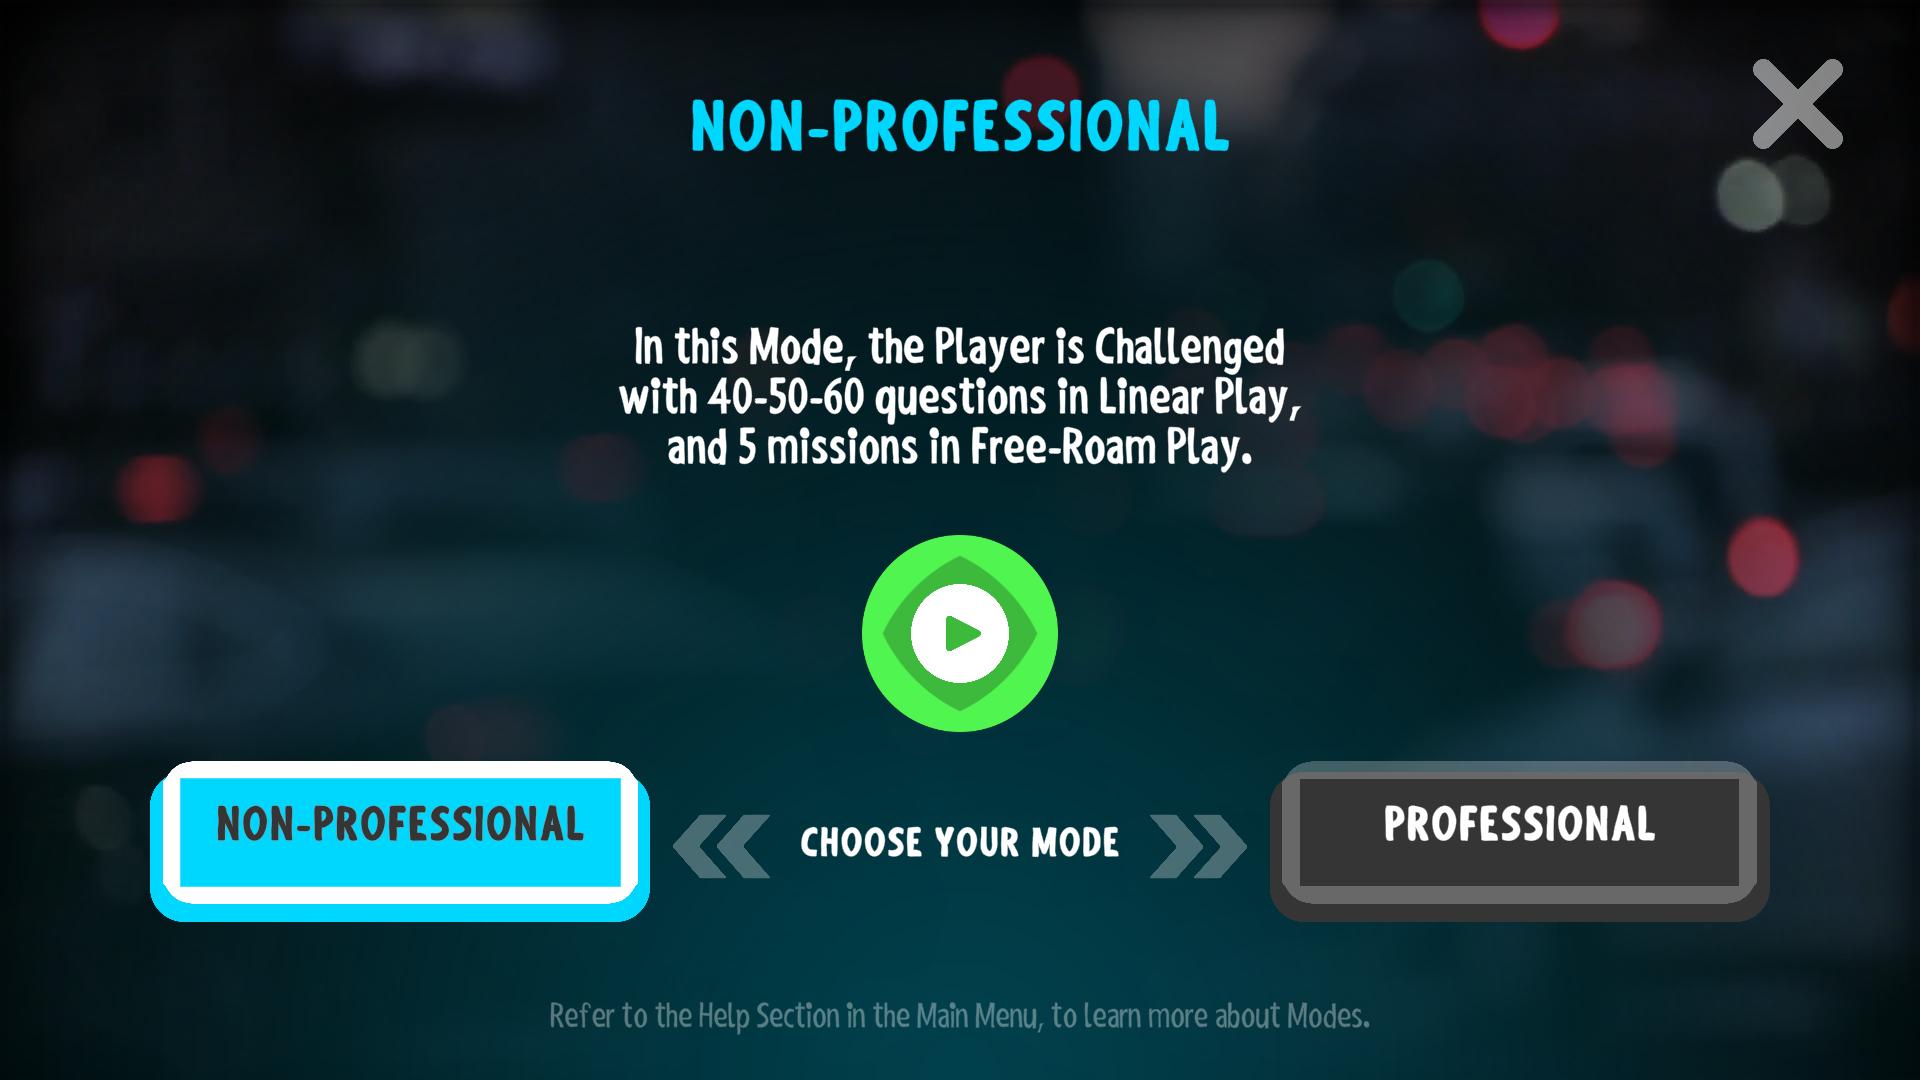 NON-PROFESSIONAL
In this Mode, the Player is Challenged
with 40-50-60 questions in Linear Play,
and 5 missions in Free-Roam Play.
NON-PROFESSIONAL
CHOOSE YOUR MODE
PROFESSIONAL
Refer to the Help Section in the Main Menu, to learn more about Modes.